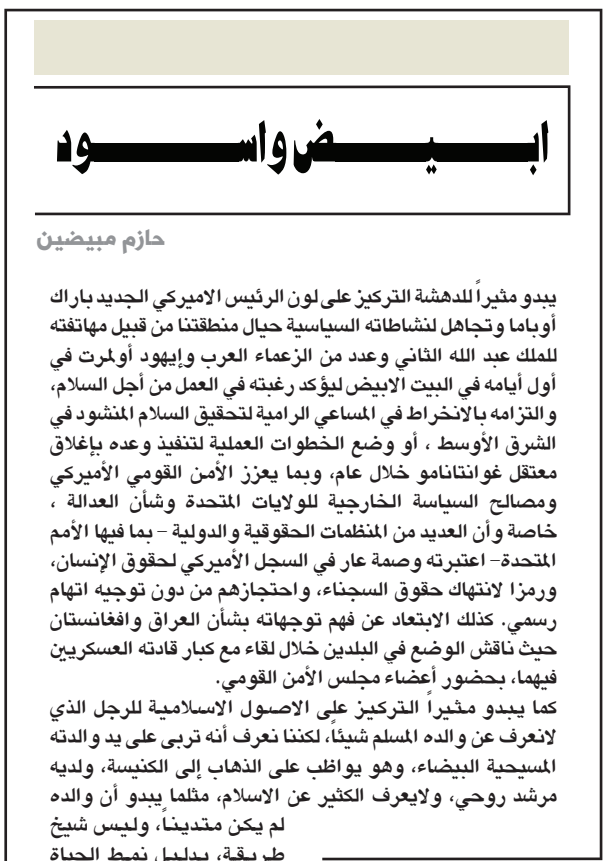 ابيض واسود
حازم مبيضين
يبدو مثيراً للدهشة التركيز على لون الرئيس الاميركي الجديد باراك
أوباما وتجاهل لنشاطاته السياسية حيال منطقتنا من قبيل مهاتفته
للملك عبد الله الثاني وعدد من الزعماء العرب وإيهود أولمرت في
أول أيامه في البيت الابيض ليؤكد رغبته في العمل من أجل السلام،
والتزامه بالانخراط في المساعي الرامية لتحقيق السلام المنشود في
الشرق الأوسط ، أو وضع الخطوات العملية لتنفيذ وعده بإغلاق
معتقل غوانتانامو خلال عام، وبما يعزز الأمن القومي الأميركي
ومصالح السياسة الخارجية للولايات المتحدة وشأن العدالة ،
خاصة وأن العديد من المنظمات الحقوقية والدولية – بما فيها الأمم
المتحدة– اعتبرته وصمة عار في السجل الأميركي لحقوق الإنسان،
ورمزا لانتهاك حقوق السجناء، واحتجازهم من دون توجيه اتهام
رسمي. كذلك الابتعاد عن فهم توجهاته بشأن العراق وافغانستان
حيث ناقش الوضع في البلدين خلال لقاء مع كبار قادته العسكريين
فيهما، بحضور أعضاء مجلس الأمن القومي.
كما يبدو مثيراً التركيز على الاصول الاسلامية للرجل الذي
لانعرف عن والده المسلم شيئاً، لكننا نعرف أنه تربى على يد والدته
المسيحية البيضاء، وهو يواظب على الذهاب إلى الكنيسة، ولديه
مرشد روحي، ولايعرف الكثير عن الاسلام، مثلما يبدو أن والده
لم يكن متديناً، وليس شيخ
طريقة، بدليل نمط الحياة